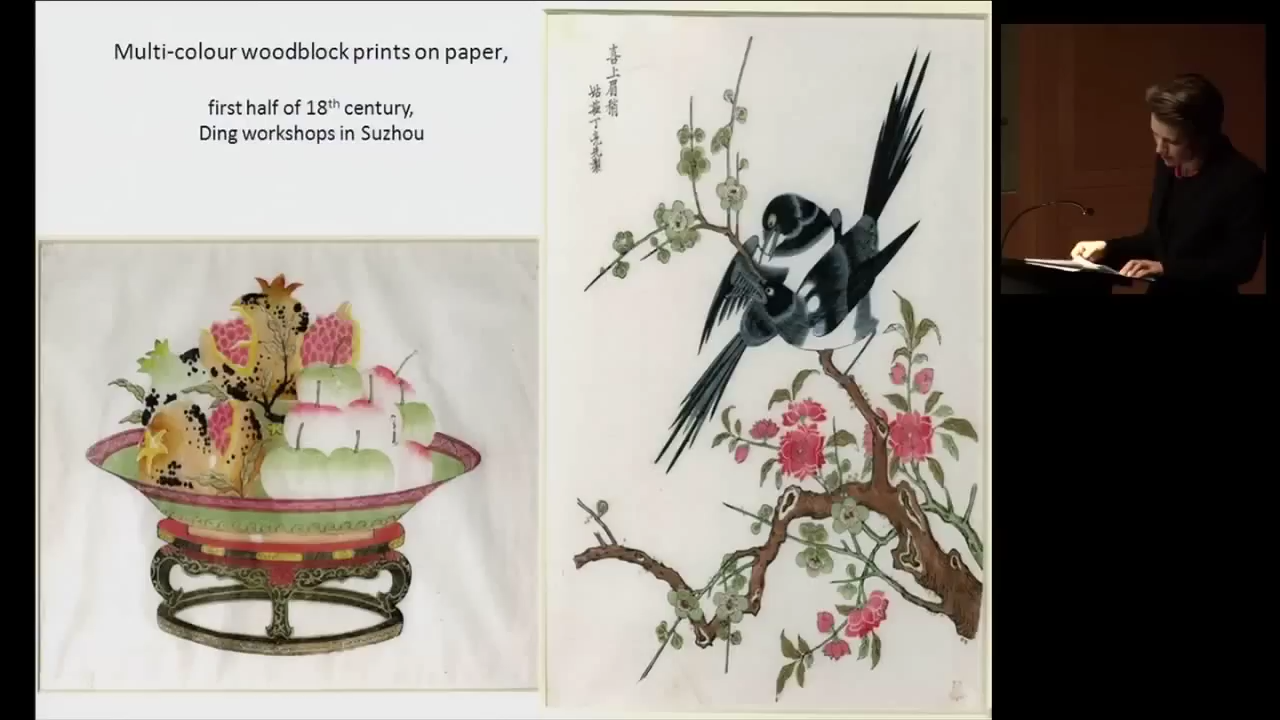 Multi-colour woodblock prints on paper,
first half of 18th century,
Ding workshops in Suzhou
喜上眉梢
姑蘇丁亮先製